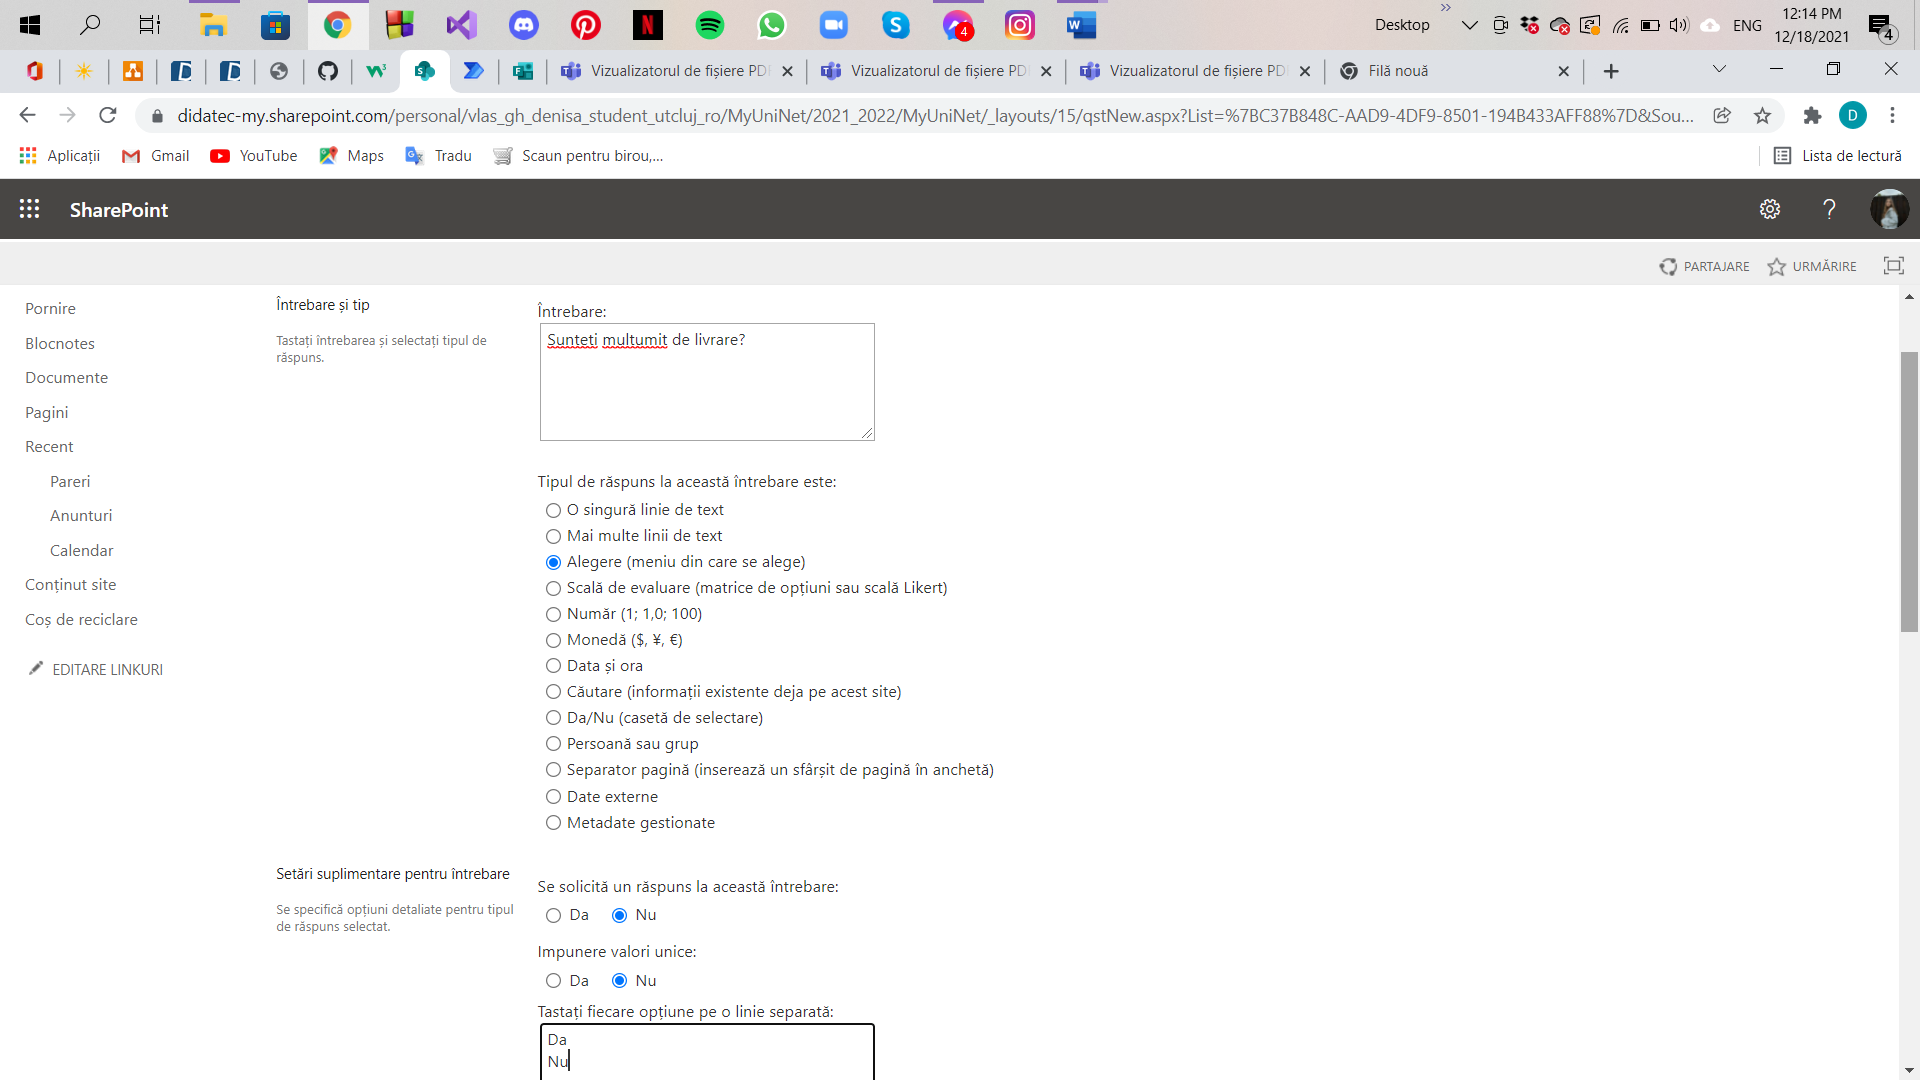 Desktop
4
ENG
12:14 PM
12/18/2021
4
Vizualizatorul de fișiere PD
Vizualizatorul de fișiere PD
Vizualizatorul de fișiere PD
Filă nouă
didatec-my.sharepoint.com/personal/vlas_gh_denisa_student_utcluj_ro/MyUniNet/2021_2022/MyUniNet/_layouts/15/qstNew.aspx?List=%7BC37B848C-AAD9-4DF9-8501-194B433AFF88%7D&Sou...
D
Aplicații
Gmail
YouTube
Maps
Tradu
Scaun pentru birou,...
Lista de lectură
SharePoint
PARTAJARE
URMĂRIRE
Pornire
Blocnotes
Documente
Pagini
Recent
Pareri
Anunturi
Calendar
Conținut site
Coș de reciclare
EDITARE LINKURI
Întrebare și tip
Tastați întrebarea și selectați tipul de
răspuns.
Întrebare:
Sunteti multumit de livrare?
Tipul de răspuns la această întrebare este:
O singură linie de text
Mai multe linii de text
Alegere (meniu din care se alege)
Scală de evaluare (matrice de opțiuni sau scală Likert)
Număr (1; 1,0; 100)
Monedă ($, ¥, €)
Data și ora
Căutare (informații existente deja pe acest site)
Da/Nu (casetă de selectare)
Persoană sau grup
Separator pagină (inserează un sfârșit de pagină în anchetă)
Date externe
Metadate gestionate
Setări suplimentare pentru întrebare
Se specifică opțiuni detaliate pentru tipul
de răspuns selectat.
Se solicită un răspuns la această întrebare:
Da Nu
Impunere valori unice:
Da Nu
Tastați fiecare opțiune pe o linie separată:
Da
Nu